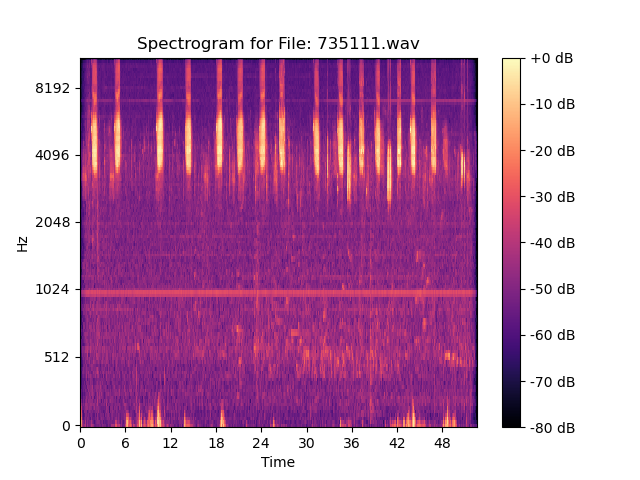 Spectrogram for File: 735111.wav
8192
4096
2048
1024
512
0
Hz
0 6 12 18 24 30 36 42 48
Time
+0 dB
-10 dB
-20 dB
-30 dB
-40 dB
-50 dB
-60 dB
-70 dB
-80 dB